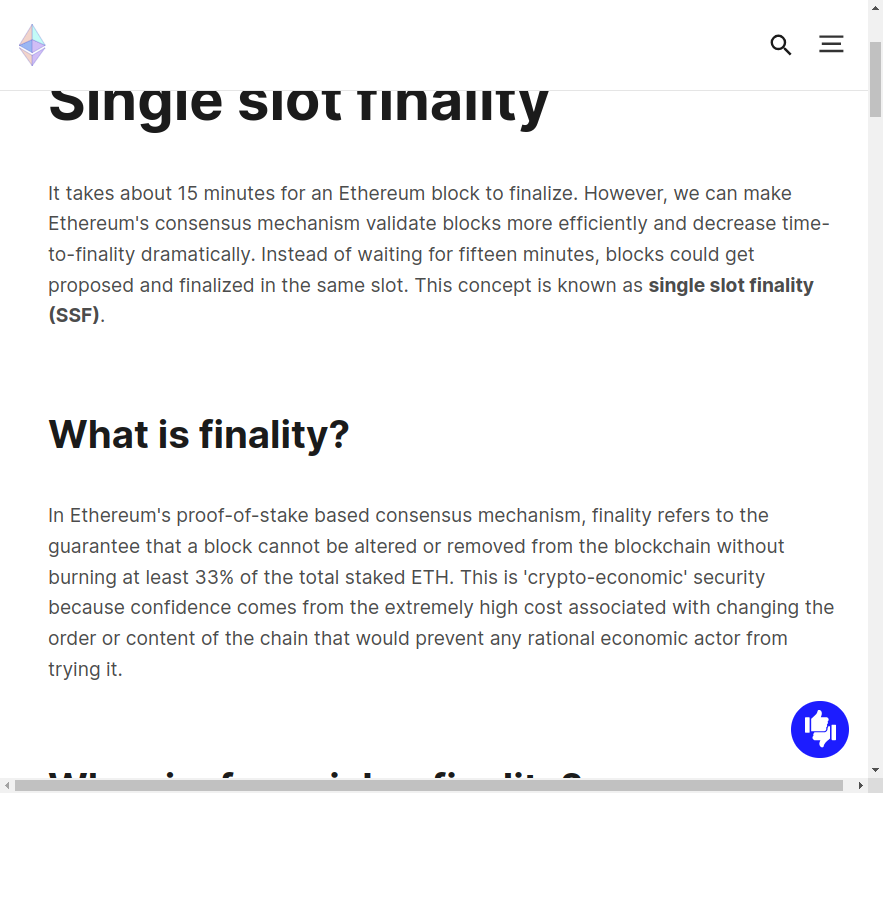 Single slot finality
It takes about 15 minutes for an Ethereum block to finalize. However, we can make
Ethereum's consensus mechanism validate blocks more efficiently and decrease time-
to-finality dramatically. Instead of waiting for fifteen minutes, blocks could get
proposed and finalized in the same slot. This concept is known as single slot finality
(SSF).
What is finality?
In Ethereum's proof-of-stake based consensus mechanism, finality refers to the
guarantee that a block cannot be altered or removed from the blockchain without
burning at least 33% of the total staked ETH. This is 'crypto-economic' security
because confidence comes from the extremely high cost associated with changing the
order or content of the chain that would prevent any rational economic actor from
trying it.